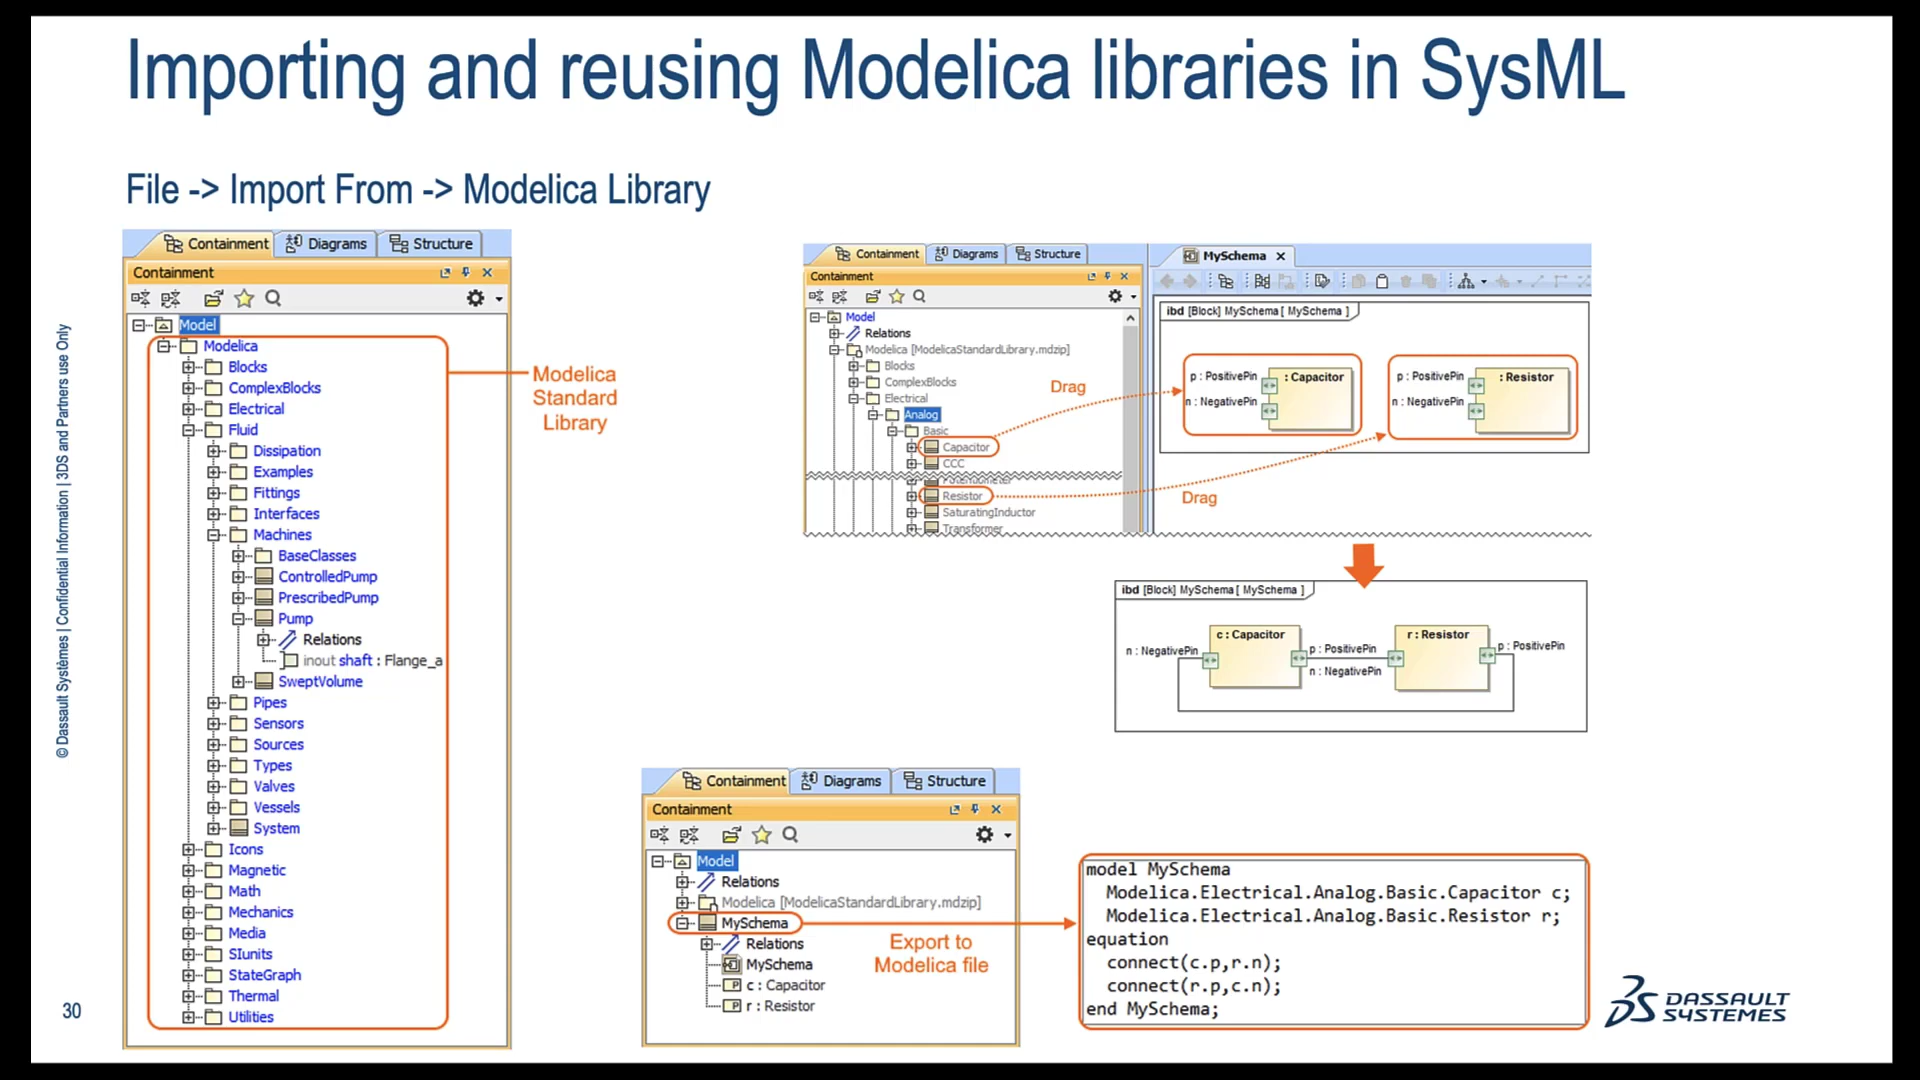 Importing and reusing Modelica libraries in SysML
File -> Import From -> Modelica Library
Containment Diagrams Structure
Containment
Model
Modelica
Blocks
ComplexBlocks
Electrical
Fluid
Dissipation
Examples
Fittings
Interfaces
Machines
BaseClasses
ControlledPump
PrescribedPump
Pump
Relations
inout shaft : Flange_a
SweptVolume
Pipes
Sensors
Sources
Types
Valves
Vessels
System
Icons
Magnetic
Math
Mechanics
Media
SIunits
StateGraph
Thermal
Utilities
Modelica
Standard
Library
Containment Diagrams Structure
Containment
Model
Relations
Modelica [ModelicaStandardLibrary.mdzip]
Blocks
ComplexBlocks
Electrical
Analog
Basic
Capacitor
CCC
Potentiometer
Resistor
SaturatingInductor
Transformer
Drag
Drag
MySchema
ibd [Block] MySchema [ MySchema ]
p : PositivePin
n : NegativePin
: Capacitor
p : PositivePin
n : NegativePin
: Resistor
ibd [Block] MySchema [ MySchema ]
n : NegativePin
c : Capacitor
p : PositivePin
n : NegativePin
r : Resistor
p : PositivePin
Containment Diagrams Structure
Containment
Model
Relations
Modelica [ModelicaStandardLibrary.mdzip]
MySchema
Relations
MySchema
c : Capacitor
r : Resistor
Export to
Modelica file
model MySchema
Modelica.Electrical.Analog.Basic.Capacitor c;
Modelica.Electrical.Analog.Basic.Resistor r;
equation
connect(c.p,r.n);
connect(r.p,c.n);
end MySchema;
© Dassault Systèmes | Confidential Information | 3DS and Partners use Only
30
DASSAULT
SYSTEMES